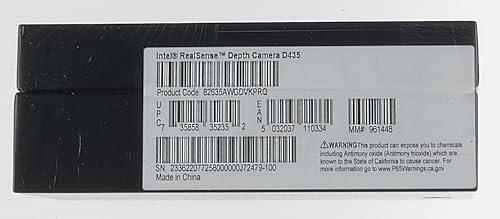 Intel® RealSense™ Depth Camera D435
Product Code: 82635AWGDVKPRQ
UPC
7 35858 35235 2
EAN
5 032037 110334
MM# 961448
SN: 233622077258000000J72479-100
Made in China
⚠WARNING This product can expose you to chemicals
including Antimony oxide (Antimony trioxide) which are
known to the State of California to cause cancer. For
more information go to www.P65Warnings.ca.gov